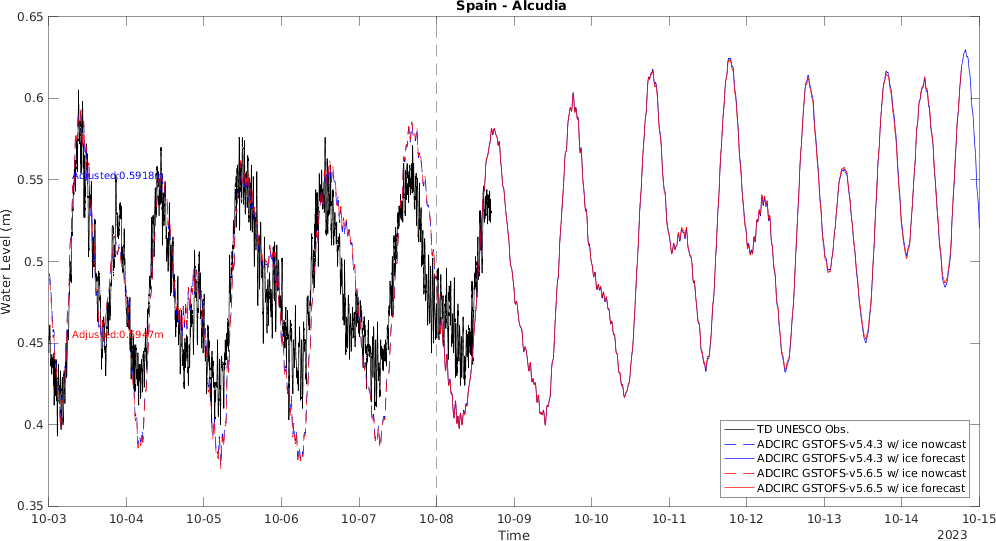 Spain - Alcudia
0.65
0.6
0.55
0.5
0.45
0.4
0.35
Water Level (m)
Adjusted:0.5918m
Adjusted:0.5947m
TD UNESCO Obs.
ADCIRC GSTOFS-v5.4.3 w/ ice nowcast
ADCIRC GSTOFS-v5.4.3 w/ ice forecast
ADCIRC GSTOFS-v5.6.5 w/ ice nowcast
ADCIRC GSTOFS-v5.6.5 w/ ice forecast
10-03 10-04 10-05 10-06 10-07 10-08 10-09 10-10 10-11 10-12 10-13 10-14 10-15
Time
2023